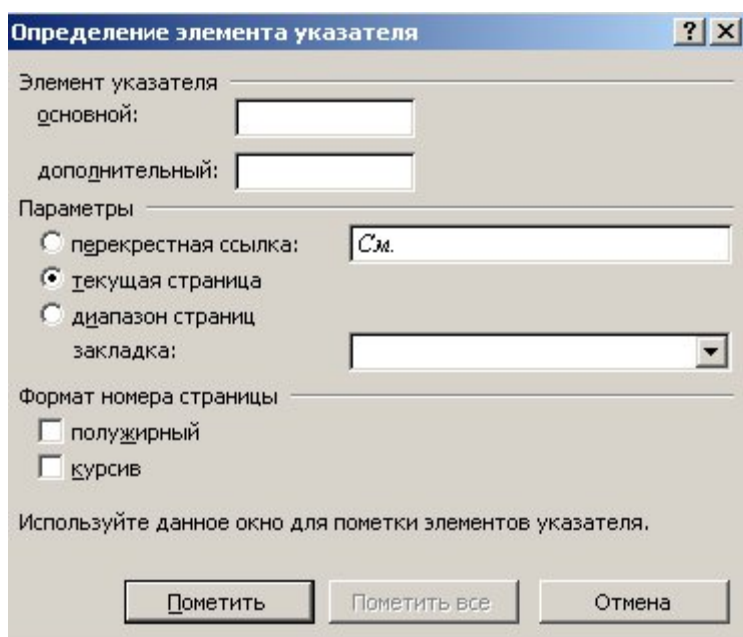 Определение элемента указателя
Элемент указателя
основной:
дополнительный:
Параметры
перекрестная ссылка: См.
текущая страница
диапазон страниц
закладка:
Формат номера страницы
полужирный
курсив
Используйте данное окно для пометки элементов указателя.
Пометить Пометить все Отмена